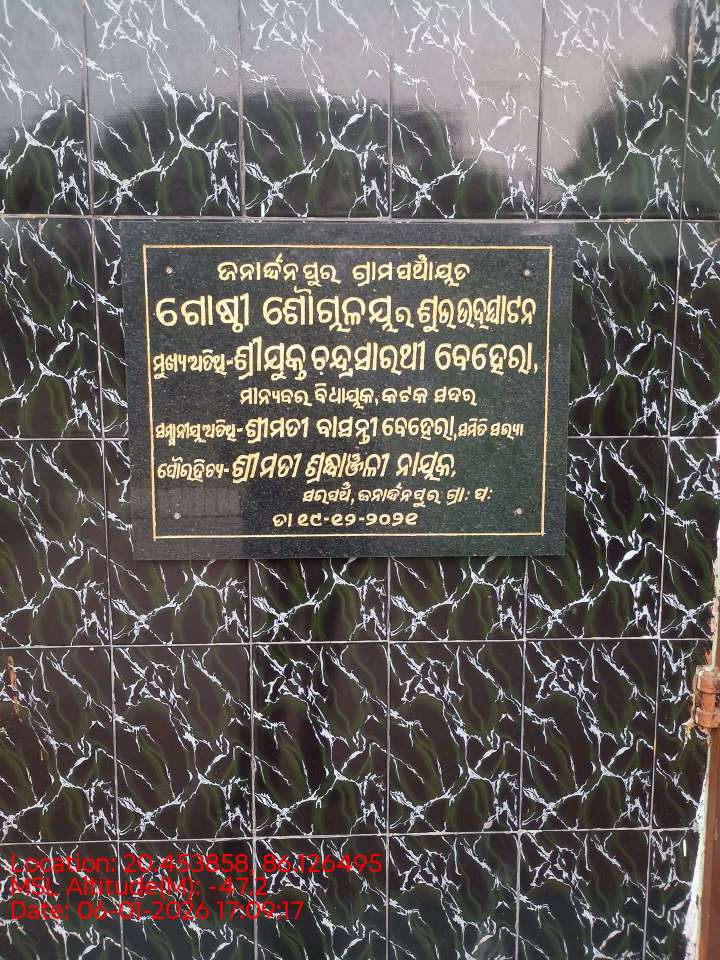 ଜନାର୍ଦ୍ଦନପୁର ଗ୍ରାମପଞ୍ଚାୟତ
ଗୋଷ୍ଠୀ ଶୌଚାଳୟର ଶୁଭଉଦ୍ଘାଟନ
ମୁଖ୍ୟଅତିଥି-ଶ୍ରୀଯୁକ୍ତ ଚନ୍ଦ୍ରସାରଥୀ ବେହେରା,
ମାନ୍ୟବର ବିଧାୟକ, କଟକ ସଦର
ସମ୍ମାନୀୟଅତିଥି-ଶ୍ରୀମତୀ ବାସନ୍ତୀ ବେହେରା, ସମିତି ସଭ୍ୟା
ପୌରହିତ୍ୟ-ଶ୍ରୀମତୀ ଶ୍ରଦ୍ଧାଞ୍ଜଳୀ ନାୟକ,
ସରପଞ୍ଚ, ଜନାର୍ଦ୍ଦନପୁର ଗ୍ରା: ପ:
ତା ୧୯-୧୨-୨୦୨୧
Location: 20.453858, 86.126495
MSL Altitude(M): -47.2
Date: 06-01-2026 17:09:17